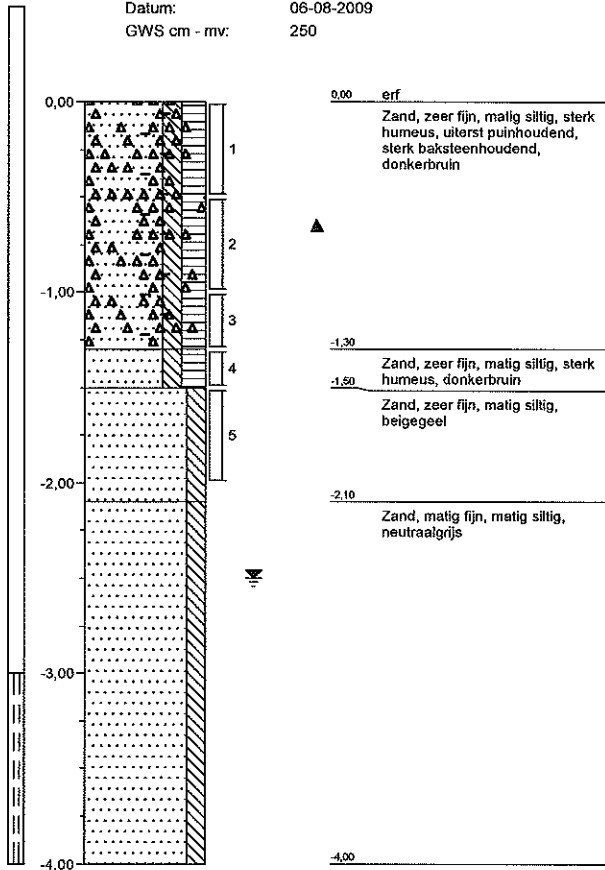 Datum: 06-08-2009
GWS cm - mv: 250
0,00
0,00 erf
Zand, zeer fijn, matig siltig, sterk
humeus, uiterst puinhoudend,
sterk baksteenhoudend,
donkerbruin
1
2
-1,00
3
-1,30
4
Zand, zeer fijn, matig siltig, sterk
humeus, donkerbruin
-1,50
Zand, zeer fijn, matig siltig,
beigegeel
5
-2,00
-2,10
Zand, matig fijn, matig siltig,
neutraalgrijs
-3,00
-4,00
-4,00